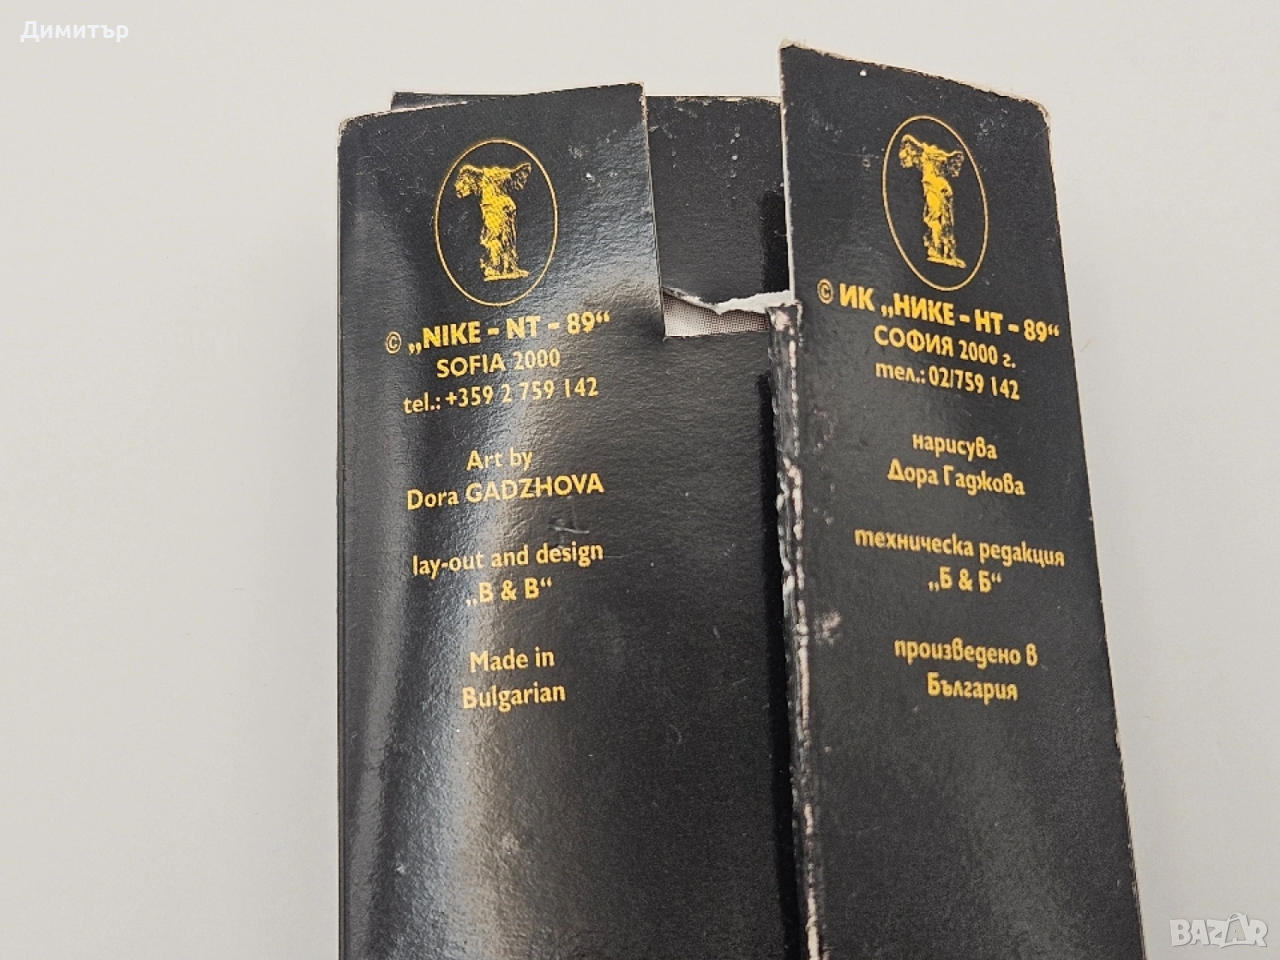 Димитър
© „NIKE - NT - 89“
SOFIA 2000
tel.: +359 2 759 142
Art by
Dora GADZHOVA
lay-out and design
„B & B“
Made in
Bulgarian
© ИК „НИКЕ - НТ - 89“
СОФИЯ 2000 г.
тел.: 02/759 142
нарисува
Дора Гаджова
техническа редакция
„Б & Б“
произведено в
България
BAZAR